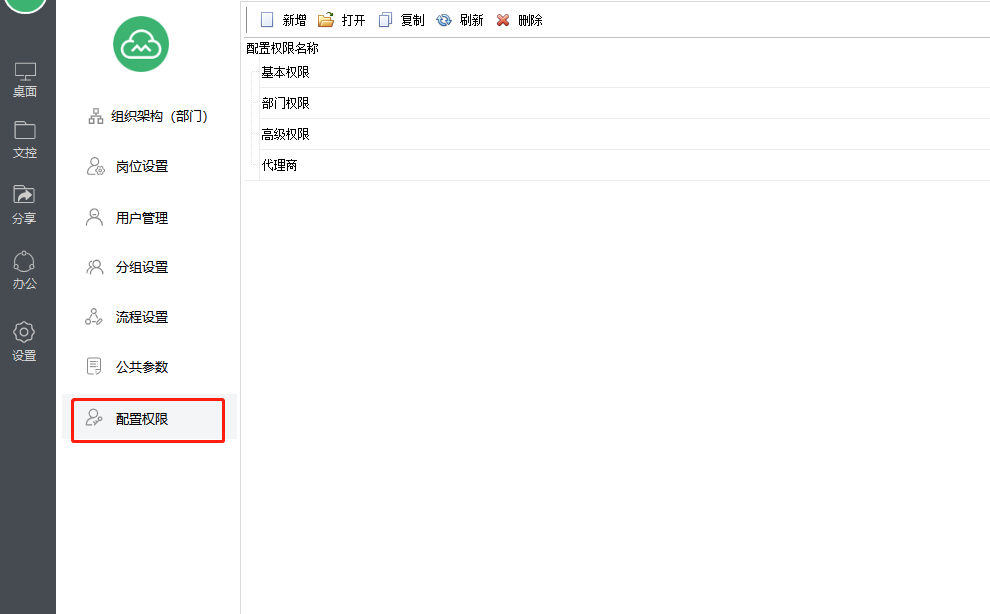 桌面
文控
分享
办公
设置
组织架构（部门）
岗位设置
用户管理
分组设置
流程设置
公共参数
配置权限
新增 打开 复制 刷新 删除
配置权限名称
基本权限
部门权限
高级权限
代理商